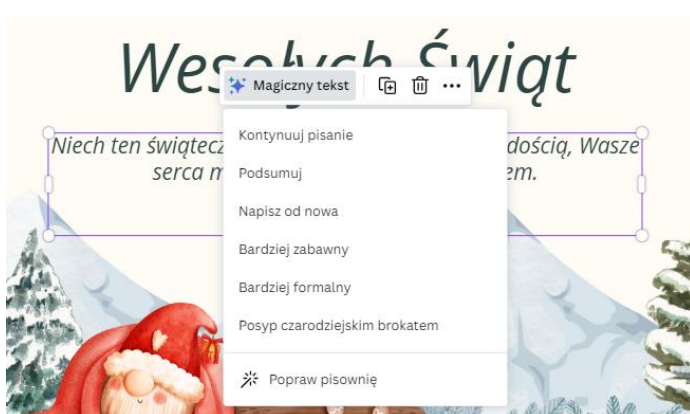 Wesołych Świąt
Magiczny tekst
Niech ten dością, Wasze
serca em.
Kontynuuj pisanie
Podsumuj
Napisz od nowa
Bardziej zabawny
Bardziej formalny
Posyp czarodziejskim brokatem
Popraw pisownię